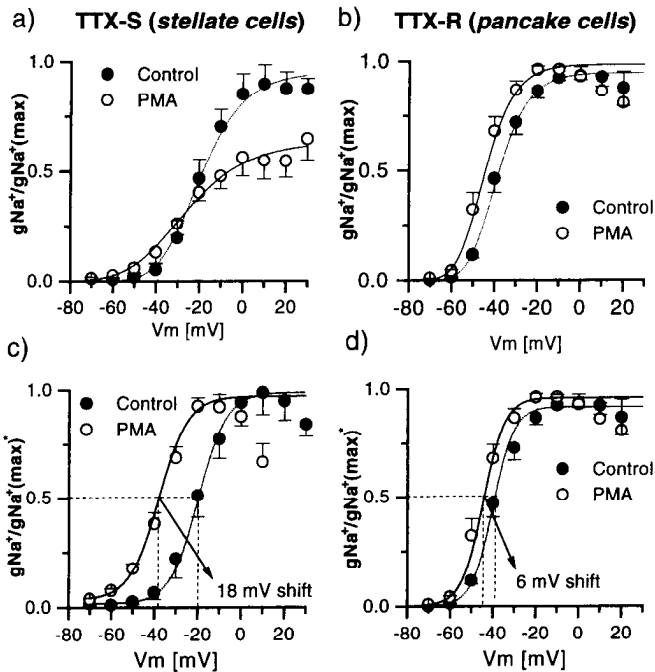 a) TTX-S (stellate cells)
b) TTX-R (pancake cells)
gNa⁺/gNa⁺(max)
1.0
0.5
0.0
Control
PMA
-80 -60 -40 -20 0 20
Vm [mV]
gNa⁺/gNa⁺(max)
1.0
0.5
0.0
Control
PMA
-80 -60 -40 -20 0 20
Vm [mV]
c)
gNa⁺/gNa⁺(max)*
1.0
0.5
0.0
Control
PMA
18 mV shift
-80 -60 -40 -20 0 20
Vm [mV]
d)
gNa⁺/gNa⁺(max)*
1.0
0.5
0.0
Control
PMA
6 mV shift
-80 -60 -40 -20 0 20
Vm [mV]